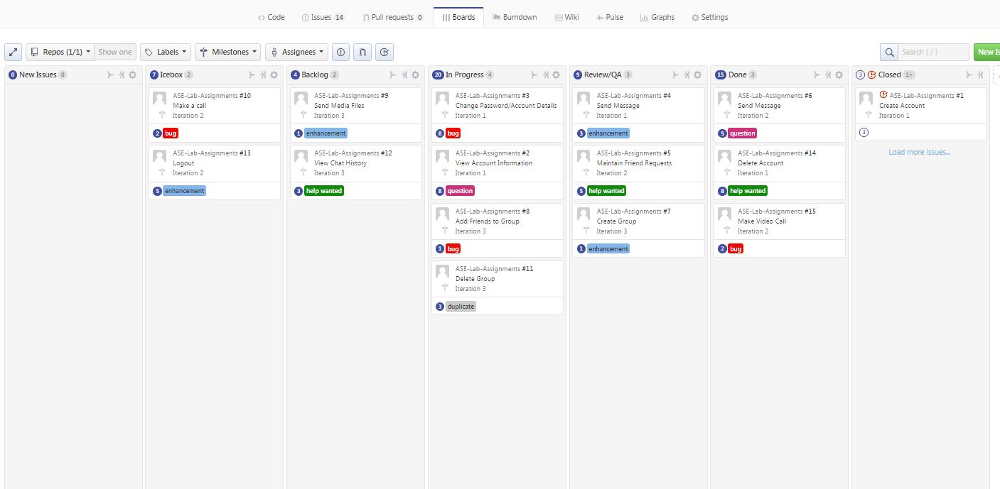 Code Issues 14 Pull requests 0 Boards Burndown Wiki Pulse Graphs Settings
Repos (1/1) Show one Labels Milestones Assignees Search ( / ) New Is
0 New Issues 0
7 Icebox 2
ASE-Lab-Assignments #10
Make a call
Iteration 2
2 bug
ASE-Lab-Assignments #13
Logout
Iteration 2
5 enhancement
4 Backlog 2
ASE-Lab-Assignments #9
Send Media Files
Iteration 3
1 enhancement
ASE-Lab-Assignments #12
View Chat History
Iteration 3
3 help wanted
20 In Progress 4
ASE-Lab-Assignments #3
Change Password/Account Details
Iteration 1
8 bug
ASE-Lab-Assignments #2
View Account Information
Iteration 1
8 question
ASE-Lab-Assignments #8
Add Friends to Group
Iteration 3
1 bug
ASE-Lab-Assignments #11
Delete Group
Iteration 3
3 duplicate
9 Review/QA 3
ASE-Lab-Assignments #4
Send Message
Iteration 1
3 enhancement
ASE-Lab-Assignments #5
Maintain Friend Requests
Iteration 2
5 help wanted
ASE-Lab-Assignments #7
Create Group
Iteration 3
1 enhancement
15 Done 3
ASE-Lab-Assignments #6
Send Message
Iteration 2
5 question
ASE-Lab-Assignments #14
Delete Account
Iteration 1
8 help wanted
ASE-Lab-Assignments #15
Make Video Call
Iteration 2
2 bug
3 Closed 1+
ASE-Lab-Assignments #1
Create Account
Iteration 1
3
Load more issues...